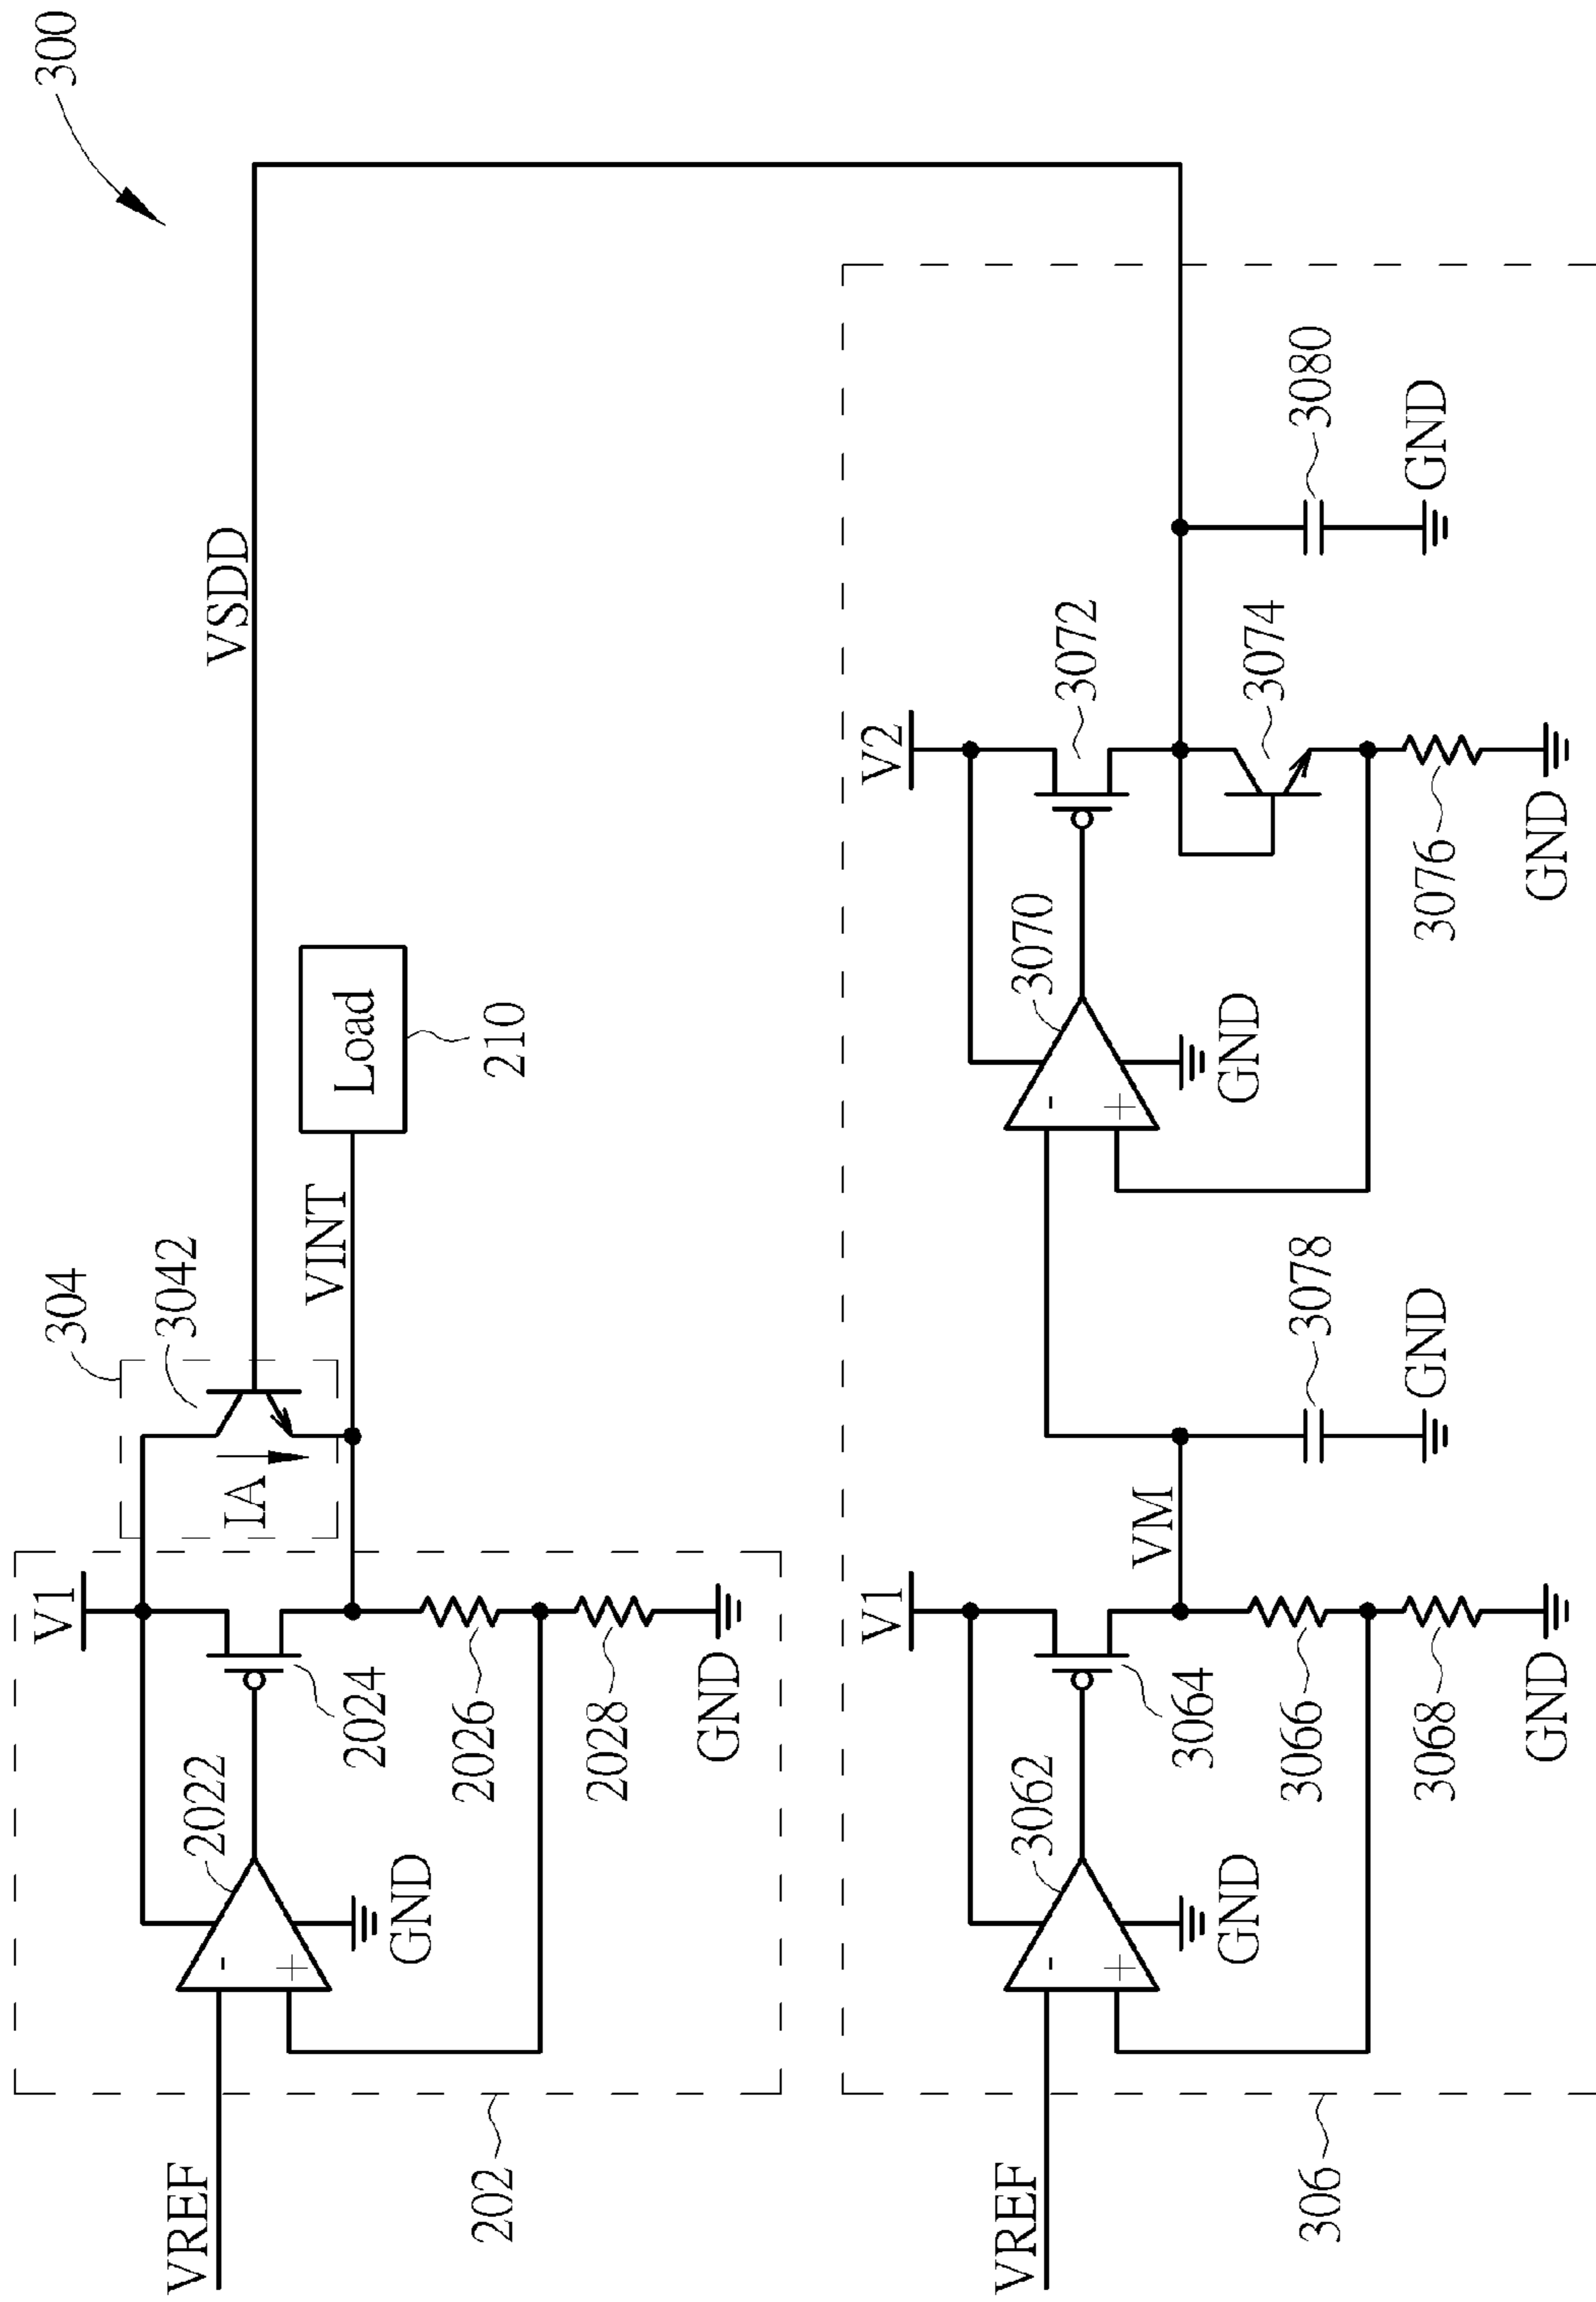 300
304
3042
V1
IA
VSDD
VREF
2022
-
+
GND
2024
VINT
Load
210
2026
2028
GND
202
V1
V2
VREF
3062
-
+
GND
3064
VM
3070
-
+
GND
3072
3066
3078
3074
3080
3068
GND
GND
3076
GND
GND
306